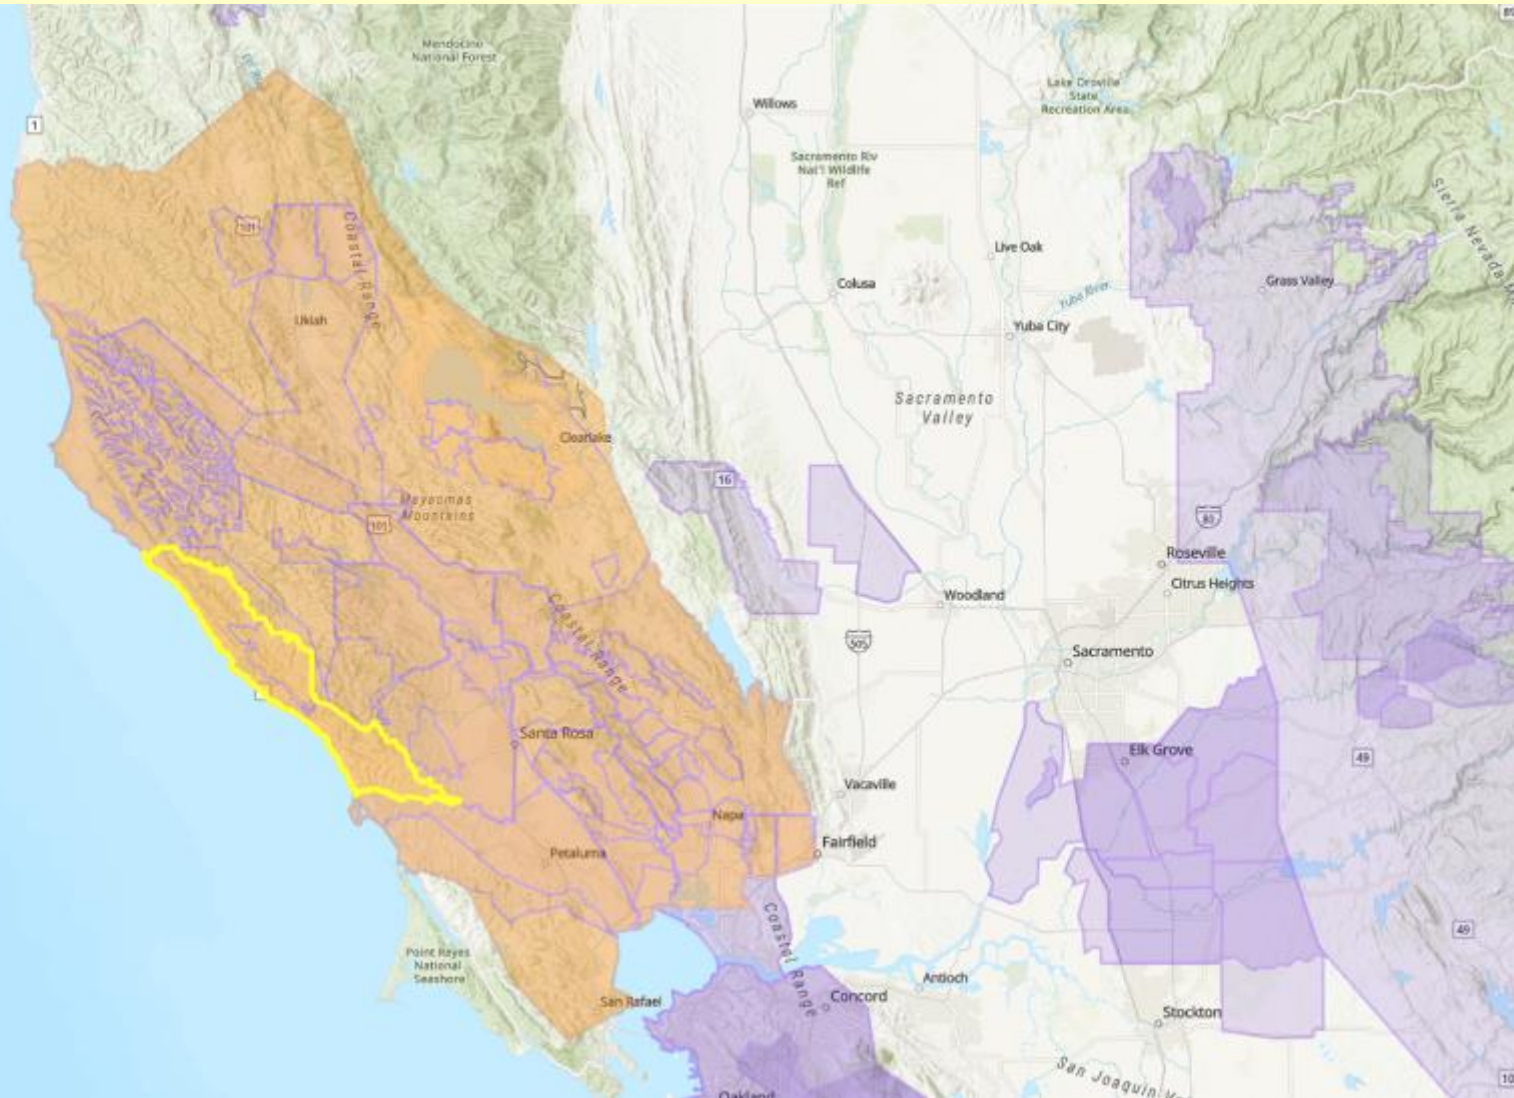 Mendocino
National Forest
89
1
Willows
Lake Oroville
State
Recreation Area
Sacramento Riv
Nat'l Wildlife
Ref
Sierra Nevada
101
Coastal Range
Live Oak
Colusa
Yuba River
Grass Valley
Ukiah
Yuba City
Sacramento
Valley
Clearlake
16
Mayacmas
Mountains
101
80
Roseville
Citrus Heights
Woodland
Coastal Range
505
Sacramento
Santa Rosa
Elk Grove
49
Vacaville
Napa
Fairfield
Petaluma
Coastal Range
49
Point Reyes
National
Seashore
Antioch
San Rafael
Concord
Stockton
San Joaquin
10
Oakland